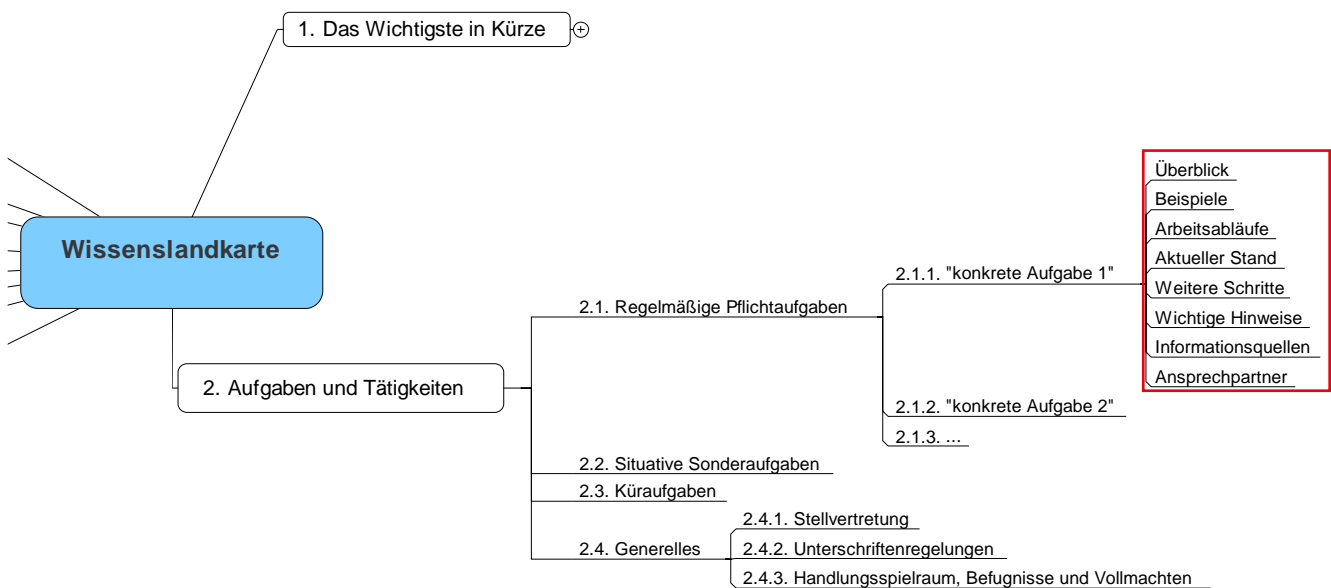 1. Das Wichtigste in Kürze
Wissenslandkarte
2. Aufgaben und Tätigkeiten
2.1. Regelmäßige Pflichtaufgaben
2.1.1. "konkrete Aufgabe 1"
Überblick
Beispiele
Arbeitsabläufe
Aktueller Stand
Weitere Schritte
Wichtige Hinweise
Informationsquellen
Ansprechpartner
2.1.2. "konkrete Aufgabe 2"
2.1.3. ...
2.2. Situative Sonderaufgaben
2.3. Küraufgaben
2.4. Generelles
2.4.1. Stellvertretung
2.4.2. Unterschriftenregelungen
2.4.3. Handlungsspielraum, Befugnisse und Vollmachten